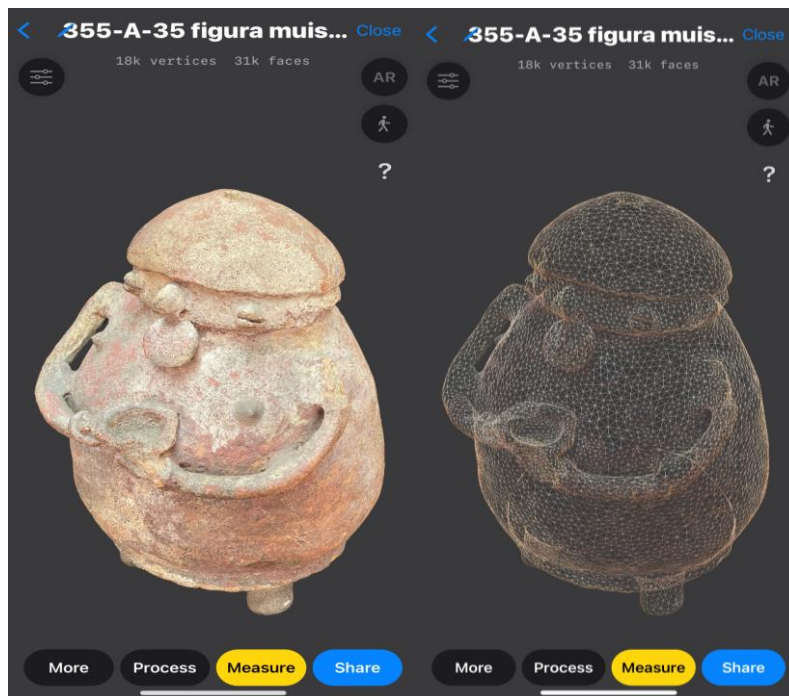 355-A-35 figura muis... Close
18k vertices 31k faces
AR
?
More Process Measure Share
355-A-35 figura muis... Close
18k vertices 31k faces
AR
?
More Process Measure Share